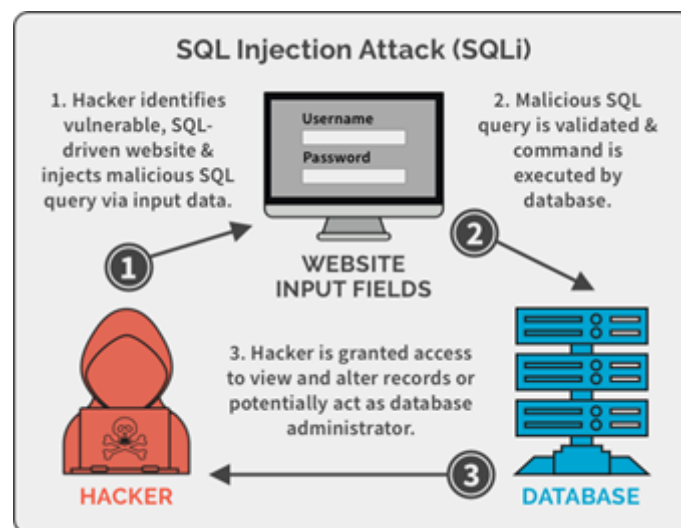 SQL Injection Attack (SQLi)
1. Hacker identifies
vulnerable, SQL-
driven website &
injects malicious SQL
query via input data.
Username
Password
2. Malicious SQL
query is validated &
command is
executed by
database.
1
2
WEBSITE
INPUT FIELDS
3. Hacker is granted access
to view and alter records or
potentially act as database
administrator.
3
HACKER
DATABASE